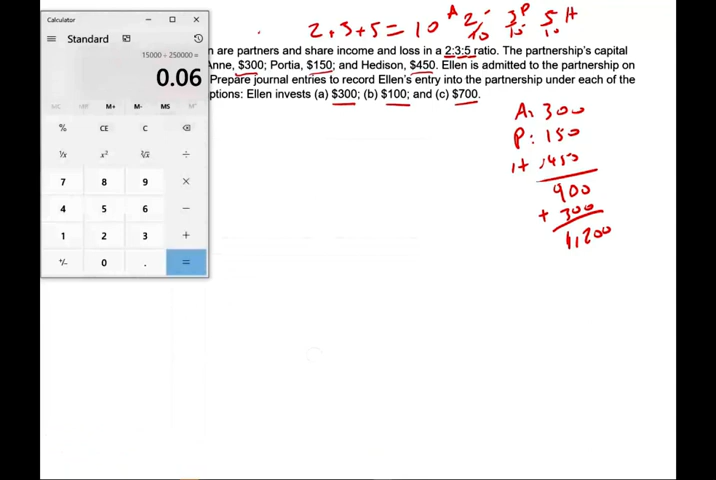 2+3+5=10 A 2/10 3P/10 5/10 H
Calculator
Standard
15000 ÷ 250000 =
0.06
MC MR M+ M- MS M˅
% CE C
1/x x² ²√x ÷
7 8 9 ×
4 5 6 −
1 2 3 +
+/- 0 . =
n are partners and share income and loss in a 2:3:5 ratio. The partnership's capital
Anne, $300; Portia, $150; and Hedison, $450. Ellen is admitted to the partnership on
Prepare journal entries to record Ellen's entry into the partnership under each of the
ptions: Ellen invests (a) $300; (b) $100; and (c) $700.
A: 300
P: 150
H: 450
900
+ 300
1,200